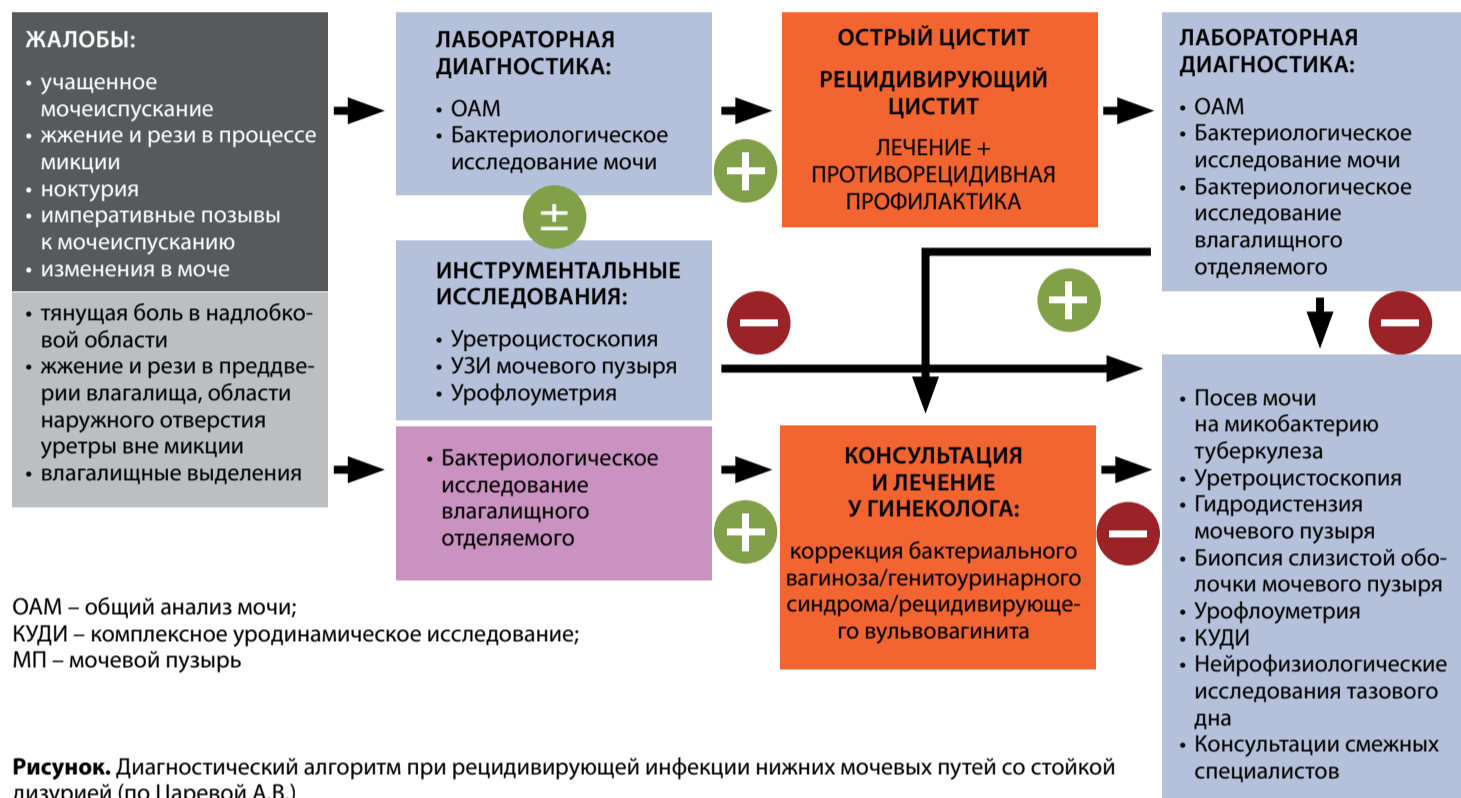 ЖАЛОБЫ:
• учащенное
мочеиспускание
• жжение и рези в процессе
микции
• ноктурия
• императивные позывы
к мочеиспусканию
• изменения в моче
• тянущая боль в надлобко-
вой области
• жжение и рези в преддве-
рии влагалища, области
наружного отверстия
уретры вне микции
• влагалищные выделения
ЛАБОРАТОРНАЯ
ДИАГНОСТИКА:
• ОАМ
• Бактериологическое
исследование мочи
±
ИНСТРУМЕНТАЛЬНЫЕ
ИССЛЕДОВАНИЯ:
• Уретроцистоскопия
• УЗИ мочевого пузыря
• Урофлоуметрия
• Бактериологическое
исследование
влагалищного
отделяемого
+
−
+
ОСТРЫЙ ЦИСТИТ
РЕЦИДИВИРУЮЩИЙ
ЦИСТИТ
ЛЕЧЕНИЕ +
ПРОТИВОРЕЦИДИВНАЯ
ПРОФИЛАКТИКА
+
КОНСУЛЬТАЦИЯ
И ЛЕЧЕНИЕ
У ГИНЕКОЛОГА:
коррекция бактериального
вагиноза/генитоуринарного
синдрома/рецидивирующе-
го вульвовагинита
−
ЛАБОРАТОРНАЯ
ДИАГНОСТИКА:
• ОАМ
• Бактериологическое
исследование мочи
• Бактериологическое
исследование
влагалищного
отделяемого
−
• Посев мочи
на микобактерию
туберкулеза
• Уретроцистоскопия
• Гидродистензия
мочевого пузыря
• Биопсия слизистой обо-
лочки мочевого пузыря
• Урофлоуметрия
• КУДИ
• Нейрофизиологические
исследования тазового
дна
• Консультации смежных
специалистов
ОАМ – общий анализ мочи;
КУДИ – комплексное уродинамическое исследование;
МП – мочевой пузырь
Рисунок. Диагностический алгоритм при рецидивирующей инфекции нижних мочевых путей со стойкой
дизурией (по Царевой А.В.)